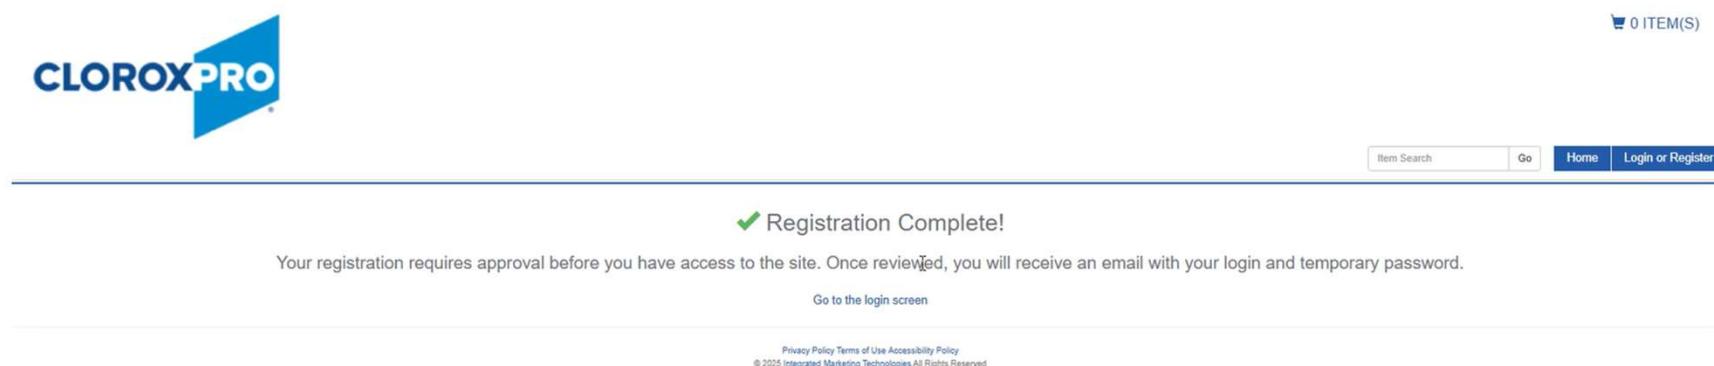 0 ITEM(S)
CLOROXPRO
Item Search
Go
Home
Login or Register
Registration Complete!
Your registration requires approval before you have access to the site. Once reviewed, you will receive an email with your login and temporary password.
Go to the login screen
Privacy Policy Terms of Use Accessibility Policy
© 2025 Integrated Marketing Technologies All Rights Reserved